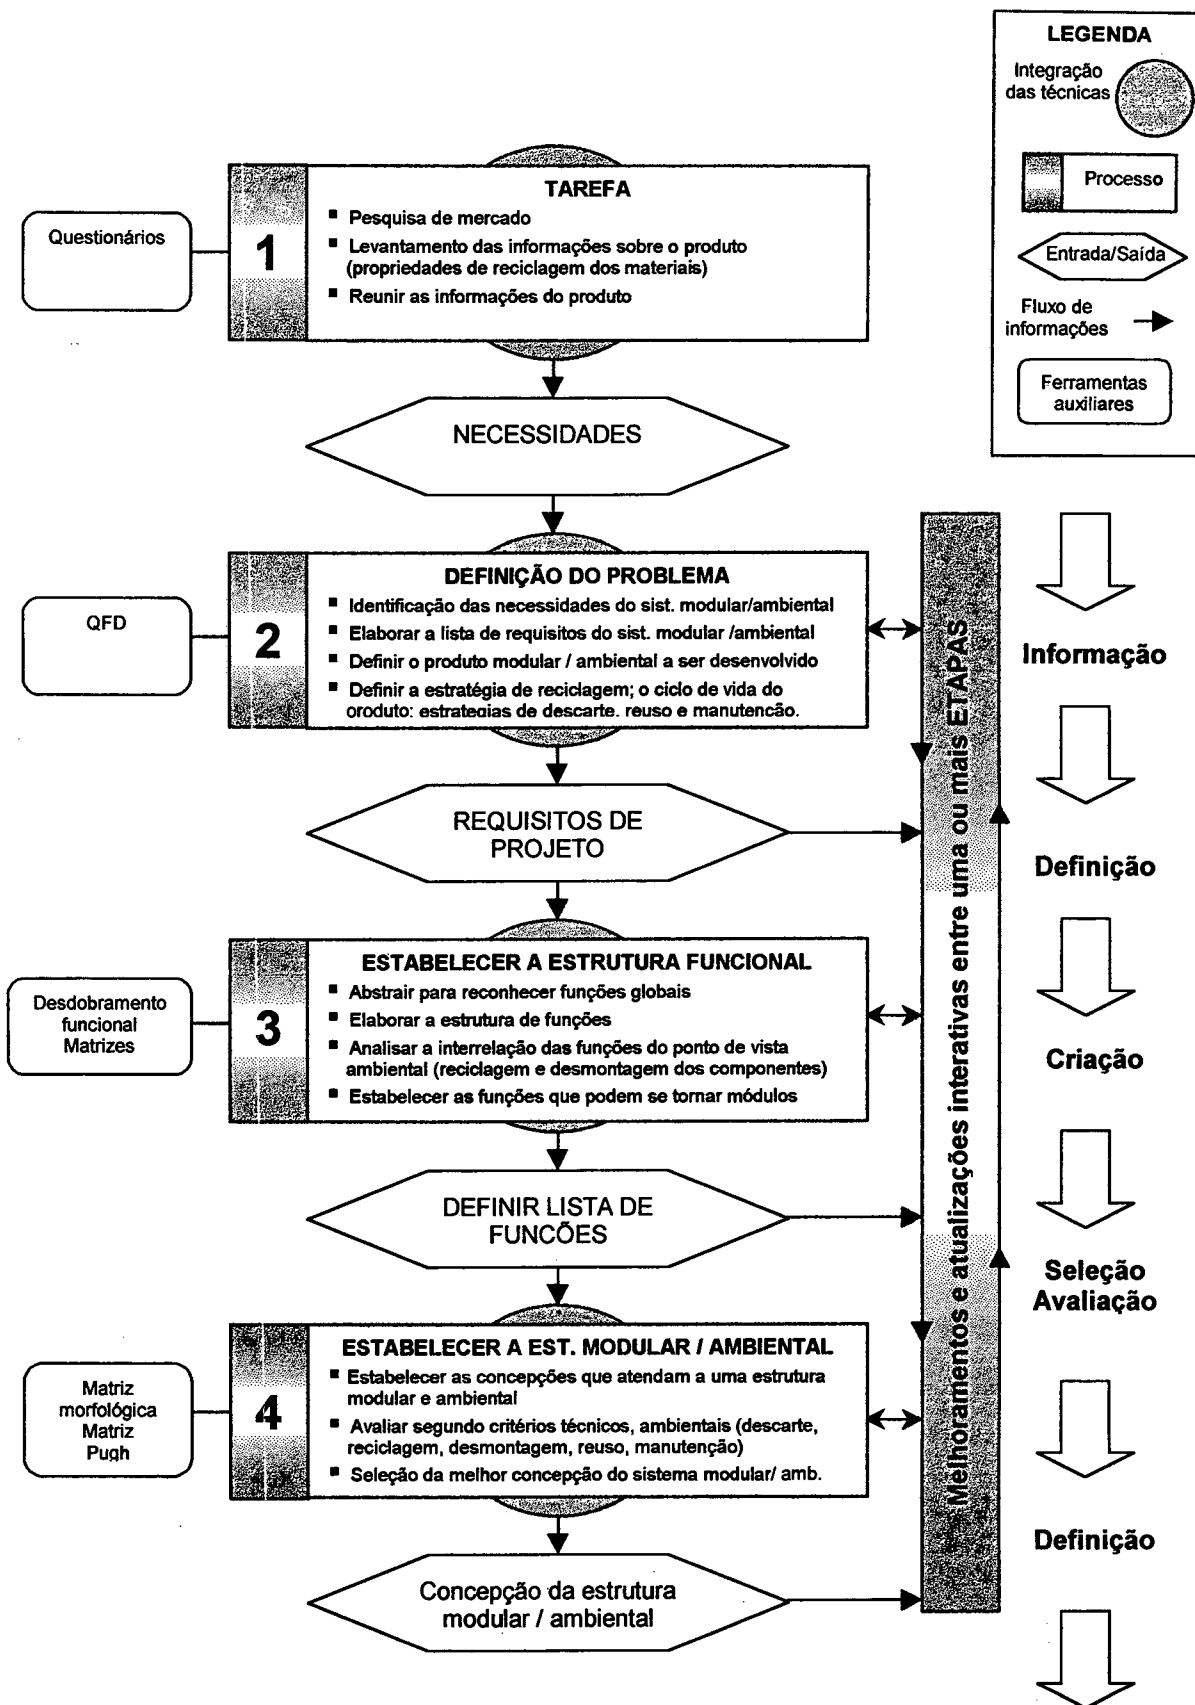 LEGENDA
Integração
das técnicas
Processo
Entrada/Saída
Fluxo de
informações
Ferramentas
auxiliares
Questionários
1
TAREFA
▪ Pesquisa de mercado
▪ Levantamento das informações sobre o produto
(propriedades de reciclagem dos materiais)
▪ Reunir as informações do produto
NECESSIDADES
QFD
2
DEFINIÇÃO DO PROBLEMA
▪ Identificação das necessidades do sist. modular/ambiental
▪ Elaborar a lista de requisitos do sist. modular /ambiental
▪ Definir o produto modular / ambiental a ser desenvolvido
▪ Definir a estratégia de reciclagem; o ciclo de vida do
produto: estrategias de descarte, reuso e manutenção.
REQUISITOS DE
PROJETO
Desdobramento
funcional
Matrizes
3
ESTABELECER A ESTRUTURA FUNCIONAL
▪ Abstrair para reconhecer funções globais
▪ Elaborar a estrutura de funções
▪ Analisar a interrelação das funções do ponto de vista
ambiental (reciclagem e desmontagem dos componentes)
▪ Estabelecer as funções que podem se tornar módulos
DEFINIR LISTA DE
FUNCÕES
Matriz
morfológica
Matriz
Pugh
4
ESTABELECER A EST. MODULAR / AMBIENTAL
▪ Estabelecer as concepções que atendam a uma estrutura
modular e ambiental
▪ Avaliar segundo critérios técnicos, ambientais (descarte,
reciclagem, desmontagem, reuso, manutenção)
▪ Seleção da melhor concepção do sistema modular/ amb.
Concepção da estrutura
modular / ambiental
Melhoramentos e atualizações interativas entre uma ou mais ETAPAS
Informação
Definição
Criação
Seleção
Avaliação
Definição